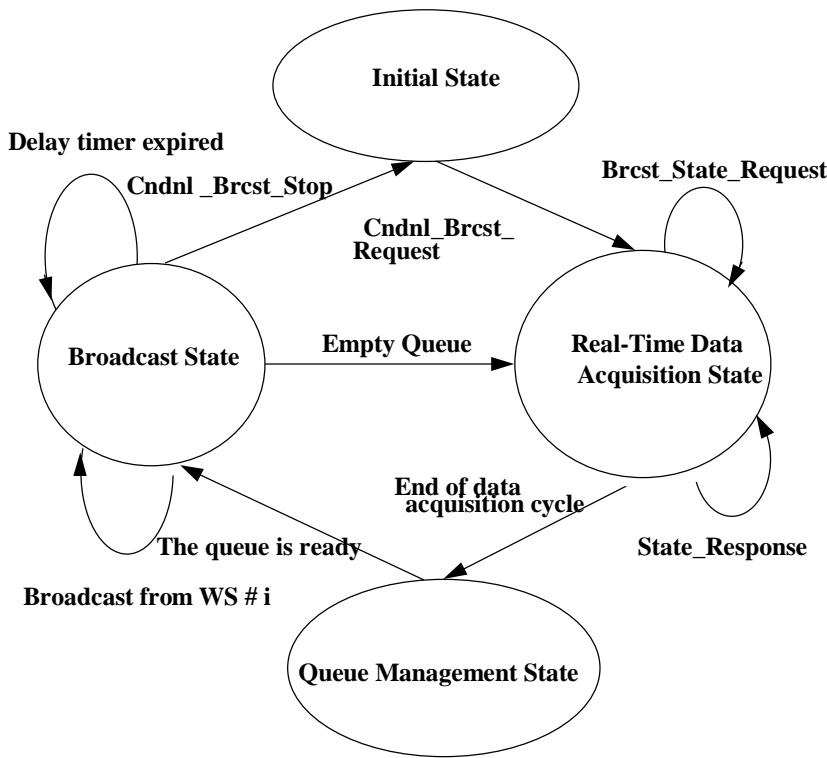 Initial State
Delay timer expired
Cndnl _Brcst_Stop
Brcst_State_Request
Cndnl_Brcst_
Request
Broadcast State
Empty Queue
Real-Time Data
Acquisition State
End of data
acquisition cycle
The queue is ready
State_Response
Broadcast from WS # i
Queue Management State